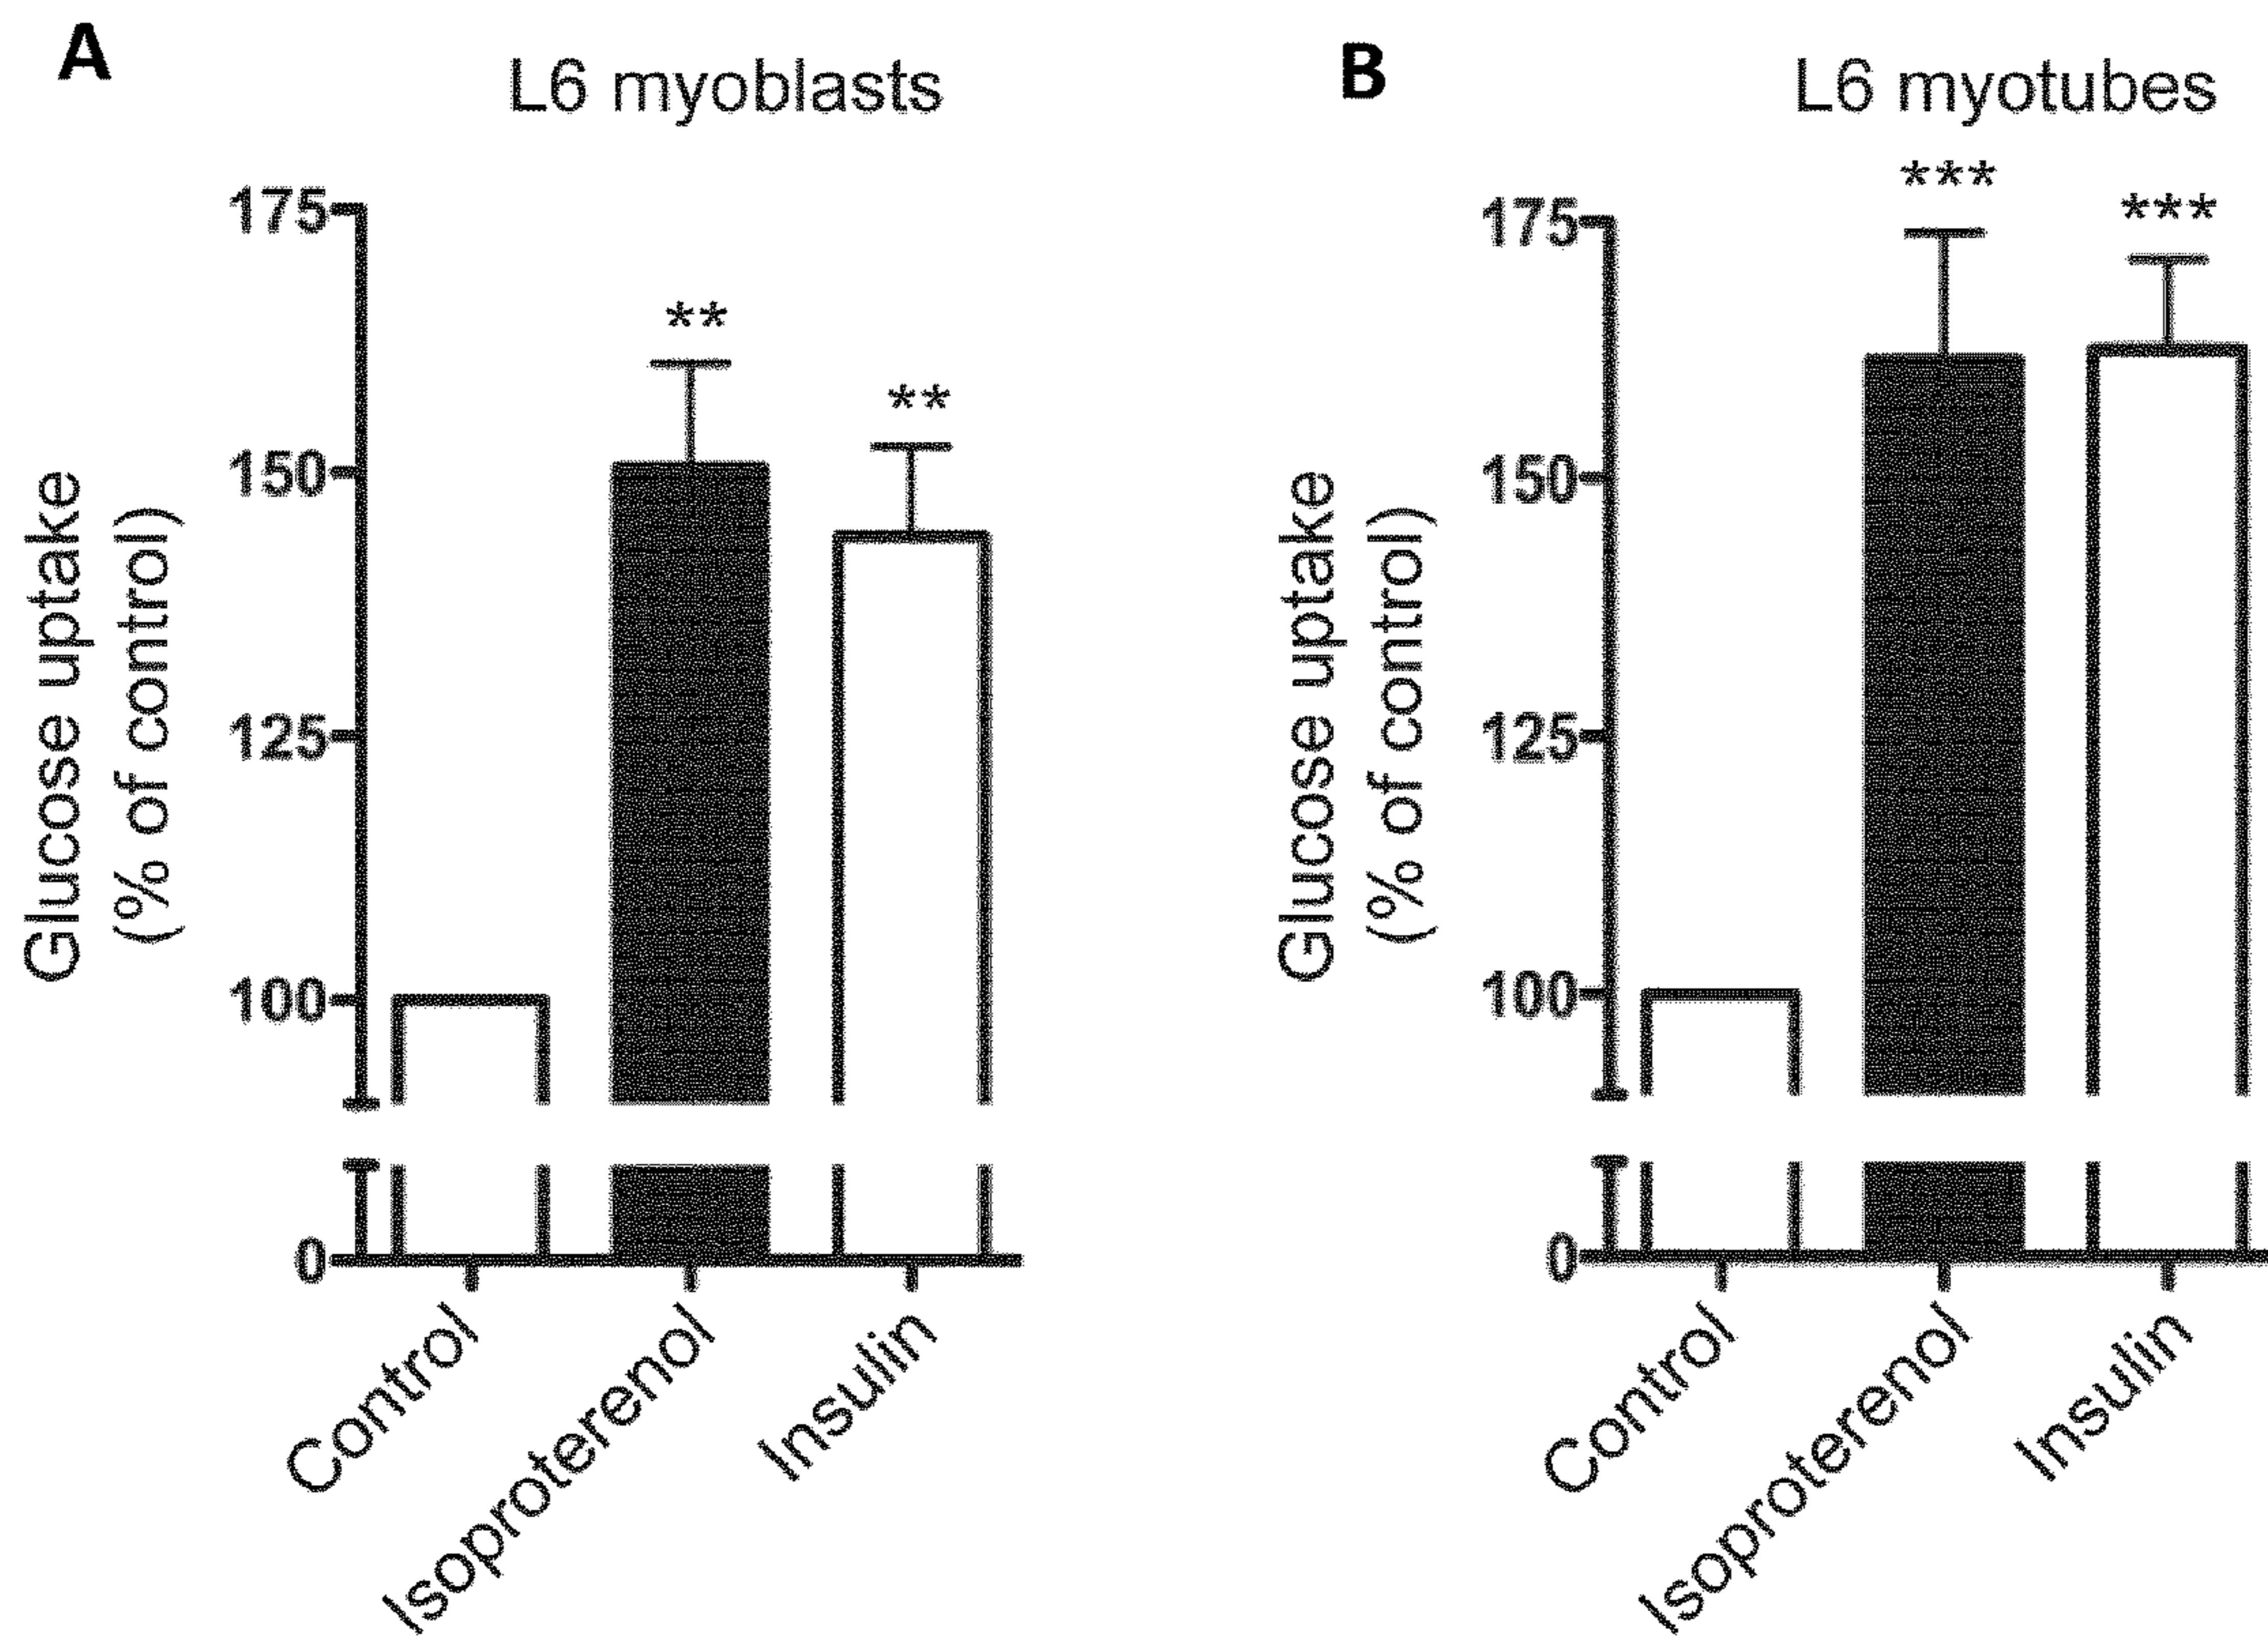 A
L6 myoblasts
Glucose uptake
(% of control)
175
150
125
100
0
**
**
Control
Isoproterenol
Insulin
B
L6 myotubes
Glucose uptake
(% of control)
175
150
125
100
0
***
***
Control
Isoproterenol
Insulin